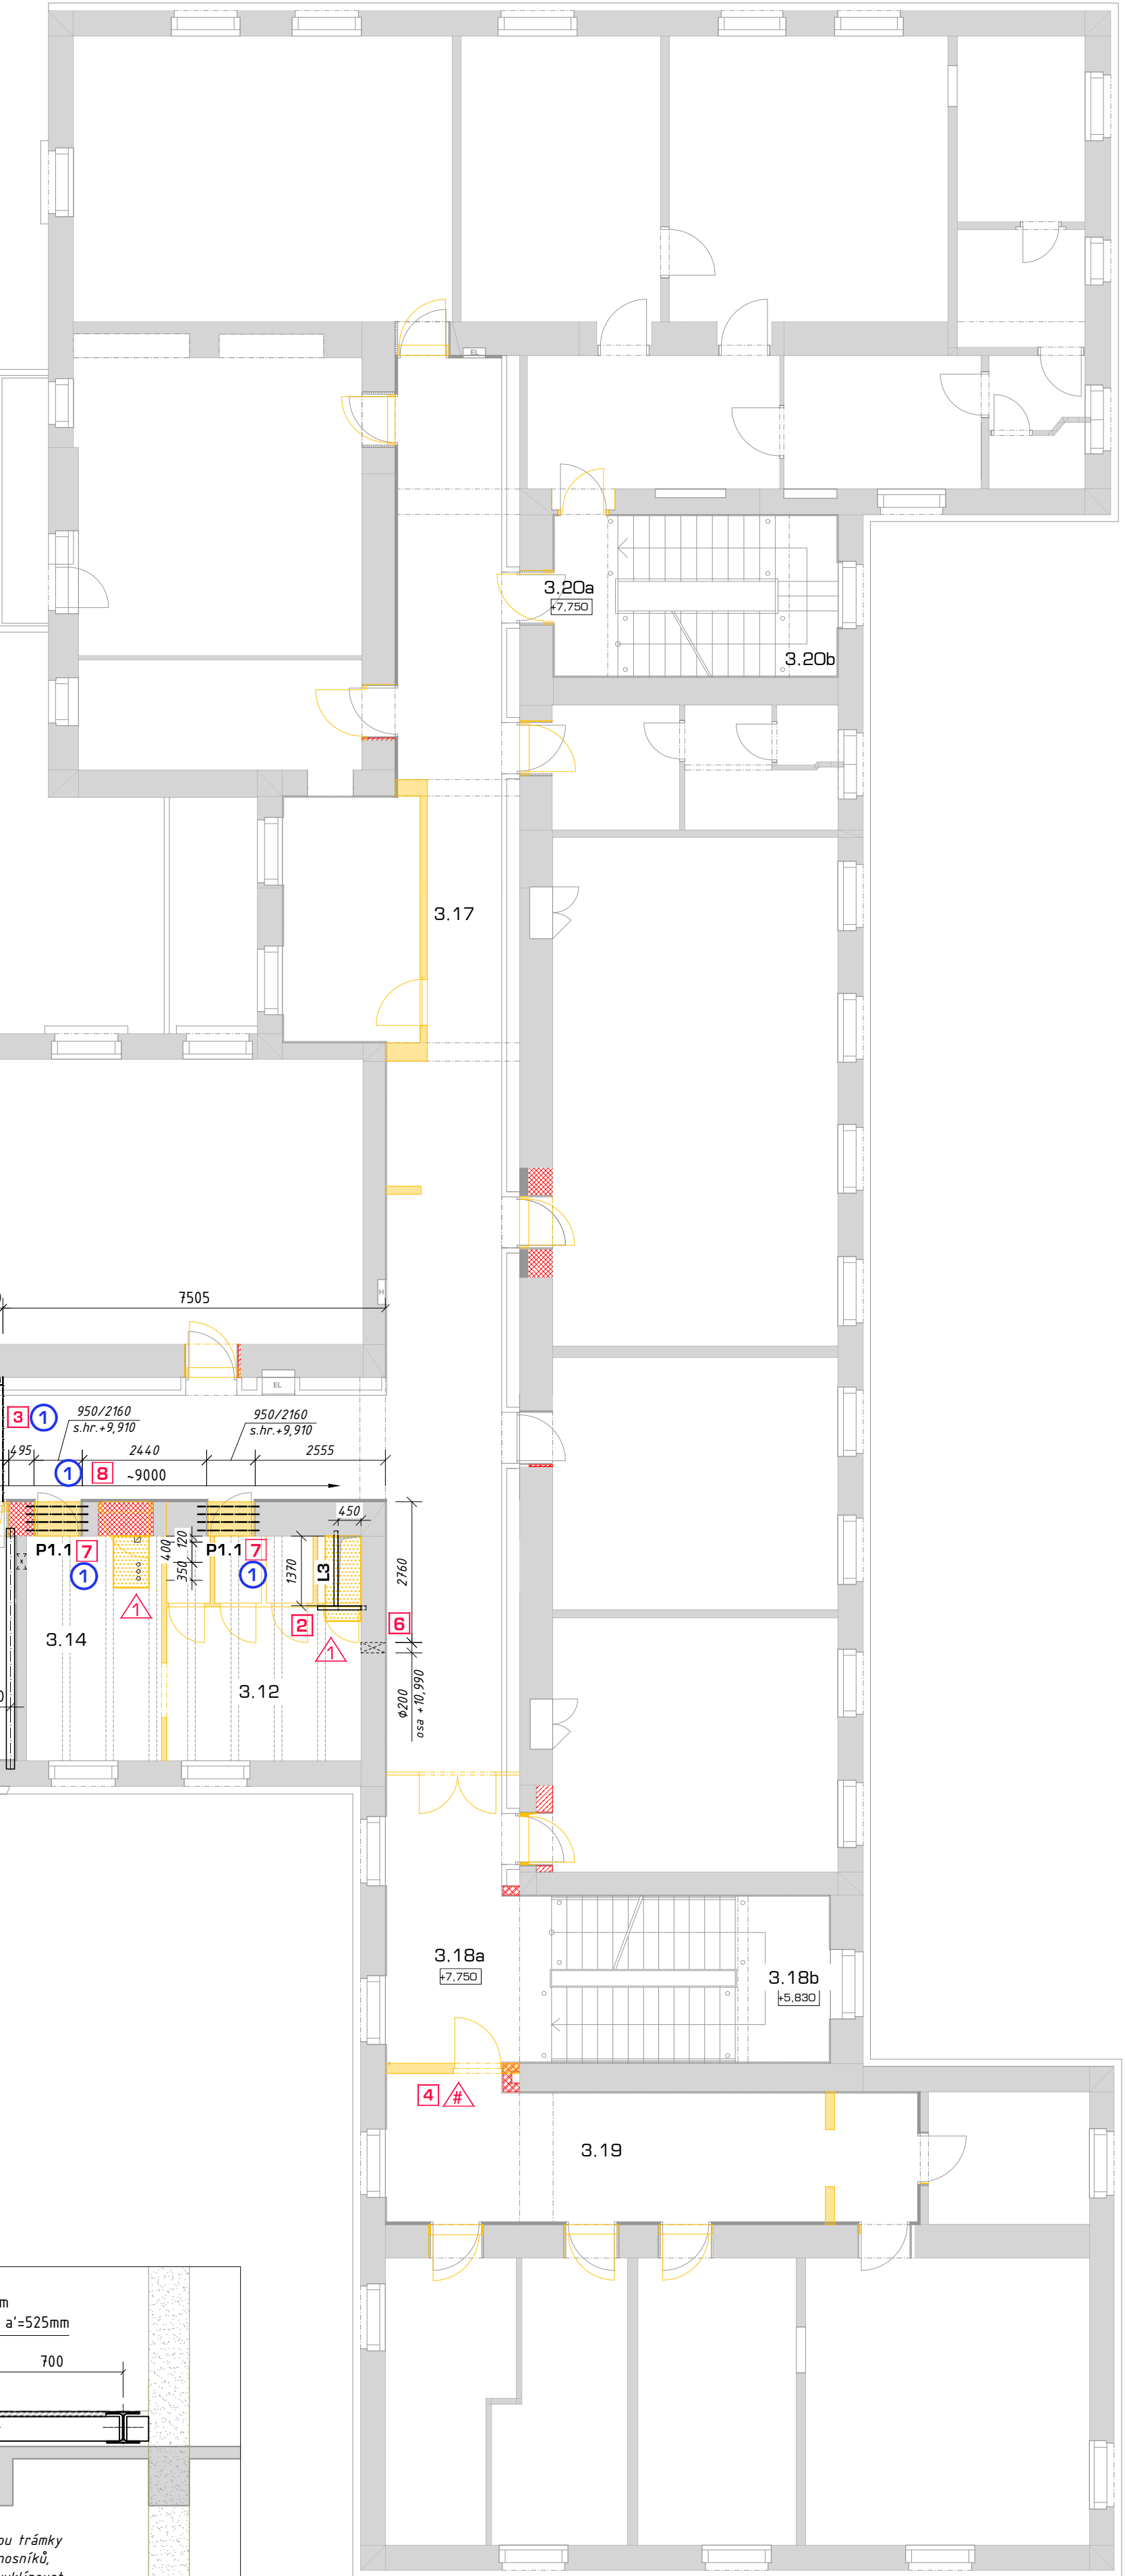 EL
3.20a
+7,750
3.20b
3.17
H
7505
EL
3
1
950/2160
s.hr.+9,910
950/2160
s.hr.+9,910
495
2440
2555
1
8
~9000
450
P1.1
7
1
400
120
350
P1.1
7
1
1370
L3
2760
1
2
1
6
3.14
3.12
Φ200
osa +10,990
3.18a
+7,750
3.18b
+5,830
4
#
3.19
a'=525mm
700
trámky
nosníků,